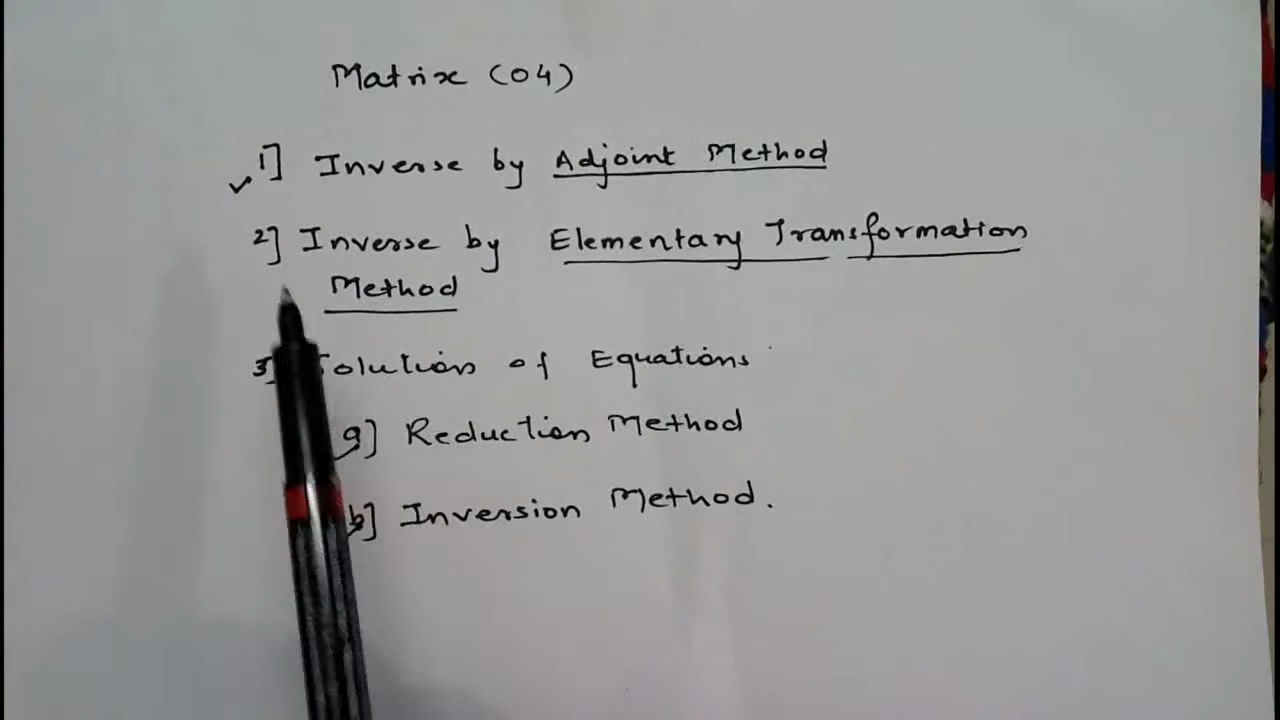 Matrix (04)
1] Inverse by Adjoint Method
2] Inverse by Elementary Transformation
Method
3] Solution of Equations
a] Reduction Method
b] Inversion Method.